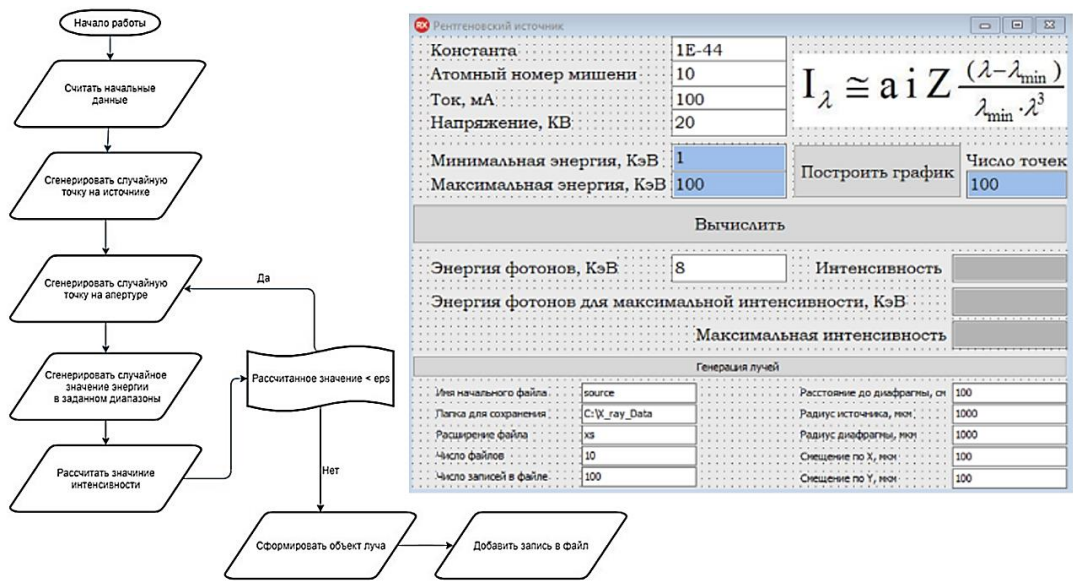 Начало работы
Считать начальные
данные
Сгенерировать случайную
точку на источнике
Сгенерировать случайную
точку на апертуре
Да
Сгенерировать случайное
значение энергии
в заданном диапазоны
Рассчитанное значение < eps
Рассчитать значиние
интенсивности
Нет
Сформировать объект луча
Добавить запись в файл
RX Рентгеновский источник
Константа 1E-44
Атомный номер мишени 10
Ток, мА 100
Напряжение, КВ 20
I_λ ≅ a i Z (λ−λ_min) / λ_min · λ³
Минимальная энергия, КэВ 1
Максимальная энергия, КэВ 100
Построить график
Число точек
100
Вычислить
Энергия фотонов, КэВ 8 Интенсивность
Энергия фотонов для максимальной интенсивности, КэВ
Максимальная интенсивность
Генерация лучей
Имя начального файла source Расстояние до диафрагмы, см 100
Папка для сохранения C:\X_ray_Data Радиус источника, мкм 1000
Расширение файла xs Радиус диафрагмы, мкм 1000
Число файлов 10 Смещение по X, мкм 100
Число записей в файле 100 Смещение по Y, мкм 100